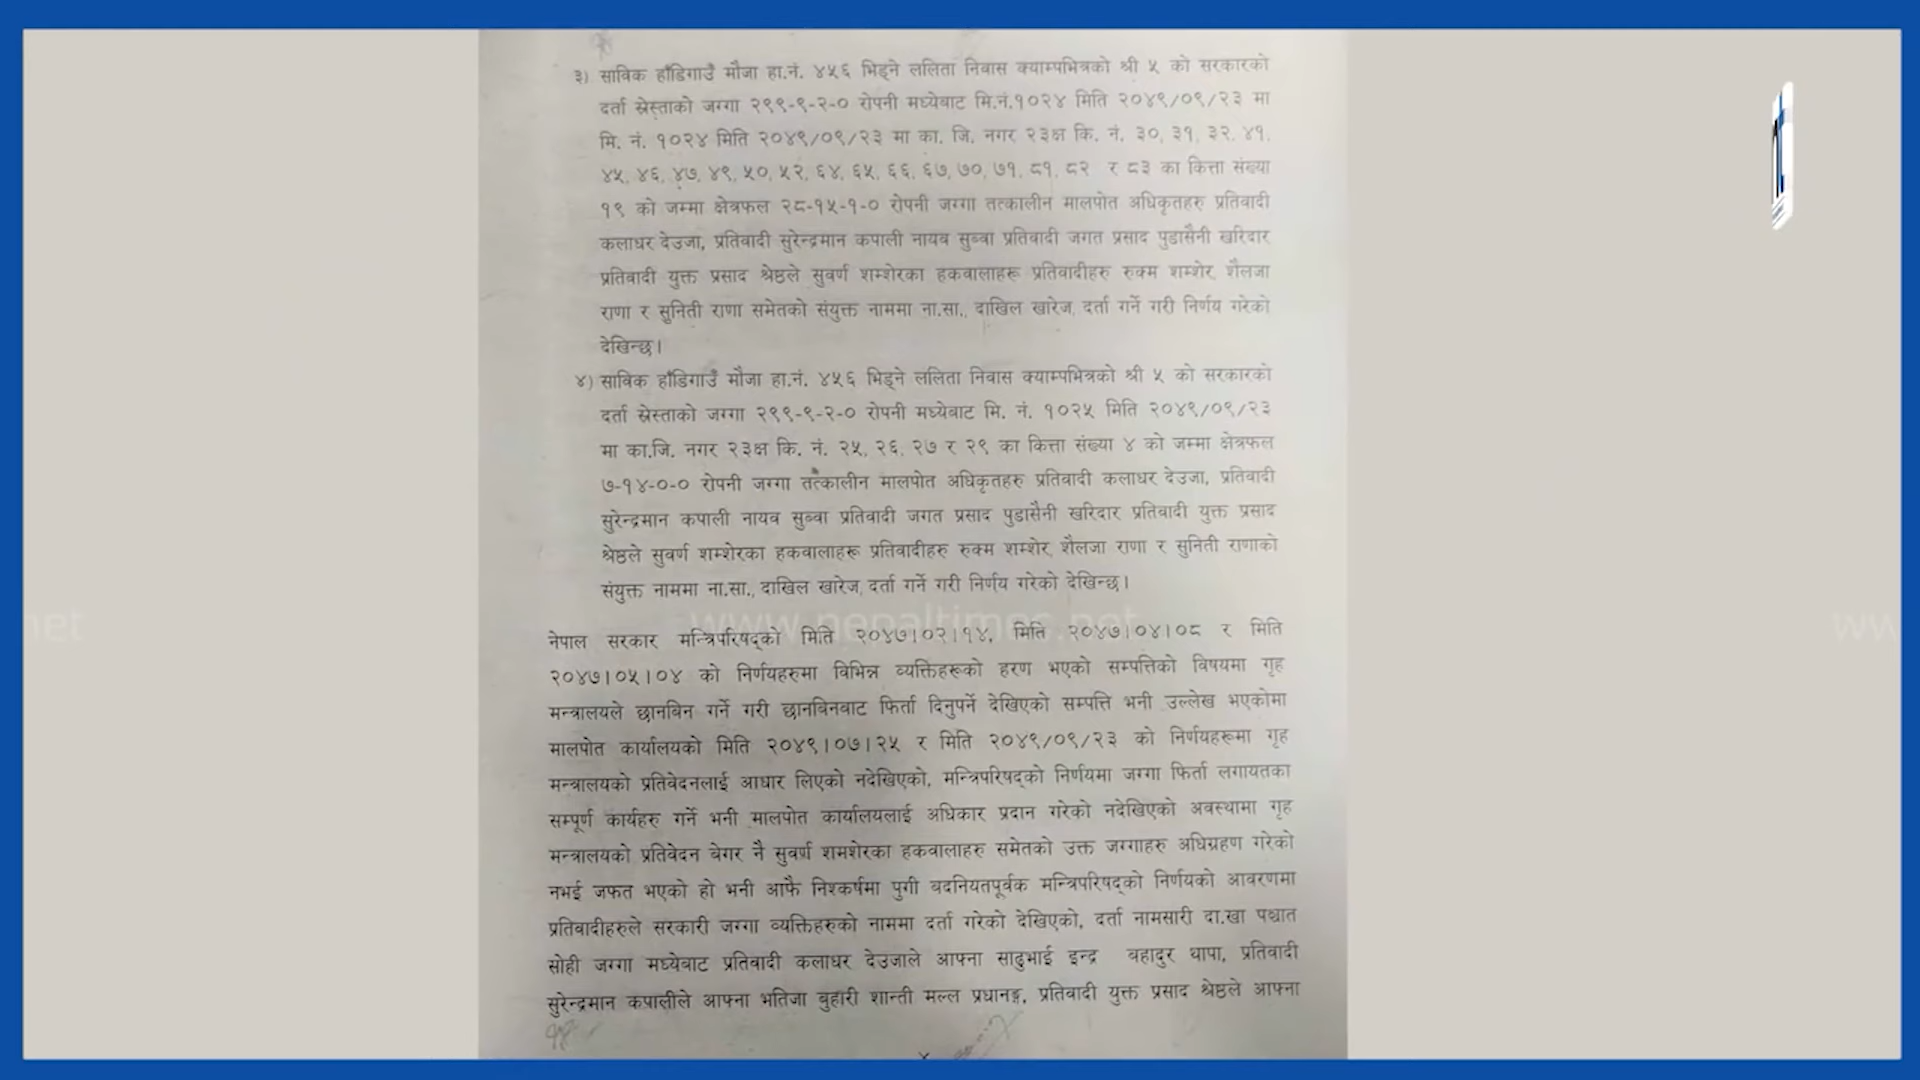 ३) साविक हाँडिगाउँ मौजा हा.नं. ४५६ भिड्ने ललिता निवास क्याम्पभित्रको श्री ५ को सरकारको
दर्ता स्रेस्ताको जग्गा २९९-९-२-० रोपनी मध्येबाट मि.नं.१०२४ मिति २०४९/०९/२३ मा
मि. नं. १०२४ मिति २०४९/०९/२३ मा का. जि. नगर २३क्ष कि. नं. ३०, ३१, ३२, ४१,
४५, ४६, ४७, ४९, ५०, ५२, ६४, ६५, ६६, ६७, ७०, ७१, ८१, ८२ र ८३ का कित्ता संख्या
१९ को जम्मा क्षेत्रफल २८-१५-१-० रोपनी जग्गा तत्कालीन मालपोत अधिकृतहरु प्रतिवादी
कलाधर देउजा, प्रतिवादी सुरेन्द्रमान कपाली नायव सुब्वा प्रतिवादी जगत प्रसाद पुडासैनी खरिदार
प्रतिवादी युक्त प्रसाद श्रेष्ठले सुवर्ण शम्शेरका हकवालाहरू प्रतिवादीहरु रुक्म शम्शेर, शैलजा
राणा र सुनिती राणा समेतको संयुक्त नाममा ना.सा., दाखिल खारेज, दर्ता गर्ने गरी निर्णय गरेको
देखिन्छ।
४) साविक हाँडिगाउँ मौजा हा.नं. ४५६ भिड्ने ललिता निवास क्याम्पभित्रको श्री ५ को सरकारको
दर्ता स्रेस्ताको जग्गा २९९-९-२-० रोपनी मध्येबाट मि. नं. १०२५ मिति २०४९/०९/२३
मा का.जि. नगर २३क्ष कि. नं. २५, २६, २७ र २९ का कित्ता संख्या ४ को जम्मा क्षेत्रफल
७-१४-०-० रोपनी जग्गा तत्कालीन मालपोत अधिकृतहरु प्रतिवादी कलाधर देउजा, प्रतिवादी
सुरेन्द्रमान कपाली नायव सुब्वा प्रतिवादी जगत प्रसाद पुडासैनी खरिदार प्रतिवादी युक्त प्रसाद
श्रेष्ठले सुवर्ण शम्शेरका हकवालाहरू प्रतिवादीहरु रुक्म शम्शेर, शैलजा राणा र सुनिती राणाको
संयुक्त नाममा ना.सा., दाखिल खारेज, दर्ता गर्ने गरी निर्णय गरेको देखिन्छ।
www.nepaltimes.net
नेपाल सरकार मन्त्रिपरिषद्को मिति २०४७।०२।१४, मिति २०४७।०४।०८ र मिति
२०४७।०५।०४ को निर्णयहरुमा विभिन्न व्यक्तिहरूको हरण भएको सम्पत्तिको विषयमा गृह
मन्त्रालयले छानबिन गर्ने गरी छानबिनबाट फिर्ता दिनुपर्ने देखिएको सम्पत्ति भनी उल्लेख भएकोमा
मालपोत कार्यालयको मिति २०४९।०७।२५ र मिति २०४९/०९/२३ को निर्णयहरूमा गृह
मन्त्रालयको प्रतिवेदनलाई आधार लिएको नदेखिएको, मन्त्रिपरिषद्को निर्णयमा जग्गा फिर्ता लगायतका
सम्पूर्ण कार्यहरु गर्ने भनी मालपोत कार्यालयलाई अधिकार प्रदान गरेको नदेखिएको अवस्थामा गृह
मन्त्रालयको प्रतिवेदन बेगर नै सुवर्ण शमशेरका हकवालाहरु समेतको उक्त जग्गाहरु अधिग्रहण गरेको
नभई जफत भएको हो भनी आफै निश्कर्षमा पुगी बदनियतपूर्वक मन्त्रिपरिषद्को निर्णयको आवरणमा
प्रतिवादीहरुले सरकारी जग्गा व्यक्तिहरुको नाममा दर्ता गरेको देखिएको, दर्ता नामसारी दा.खा पश्चात
सोही जग्गा मध्येबाट प्रतिवादी कलाधर देउजाले आफ्ना साढुभाई इन्द्र बहादुर थापा, प्रतिवादी
सुरेन्द्रमान कपालीले आफ्ना भतिजा बुहारी शान्ती मल्ल प्रधानङ्ग, प्रतिवादी युक्त प्रसाद श्रेष्ठले आफ्ना